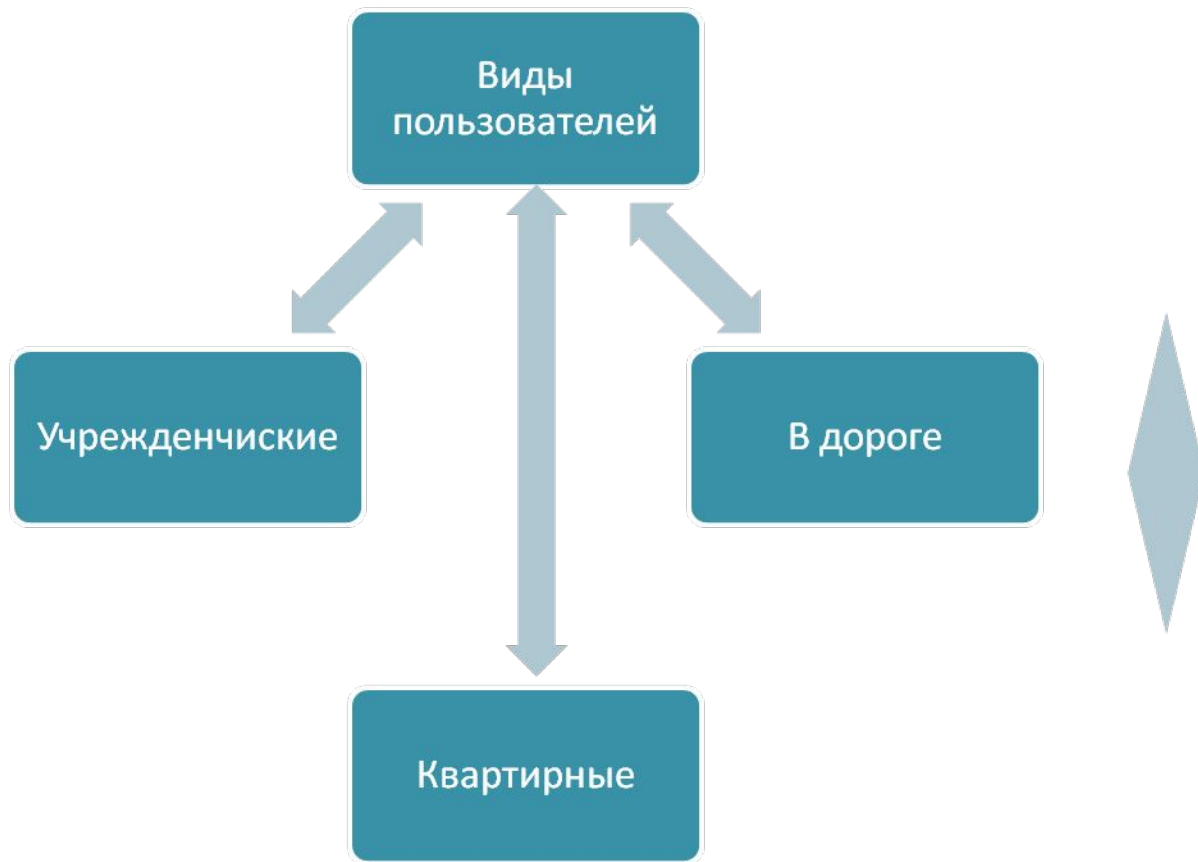 Виды
пользователей
Учрежденчиские
В дороге
Квартирные